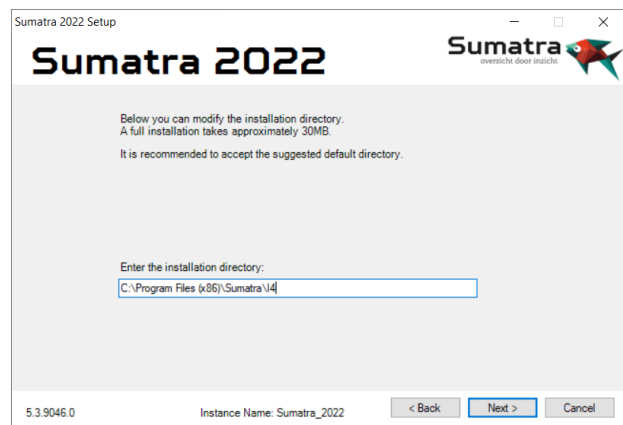 Sumatra 2022 Setup
Sumatra 2022
Sumatra
overzicht door inzicht
Below you can modify the installation directory.
A full installation takes approximately 30MB.
It is recommended to accept the suggested default directory.
Enter the installation directory:
C:\Program Files (x86)\Sumatra\I4
5.3.9046.0
Instance Name: Sumatra_2022
< Back
Next >
Cancel